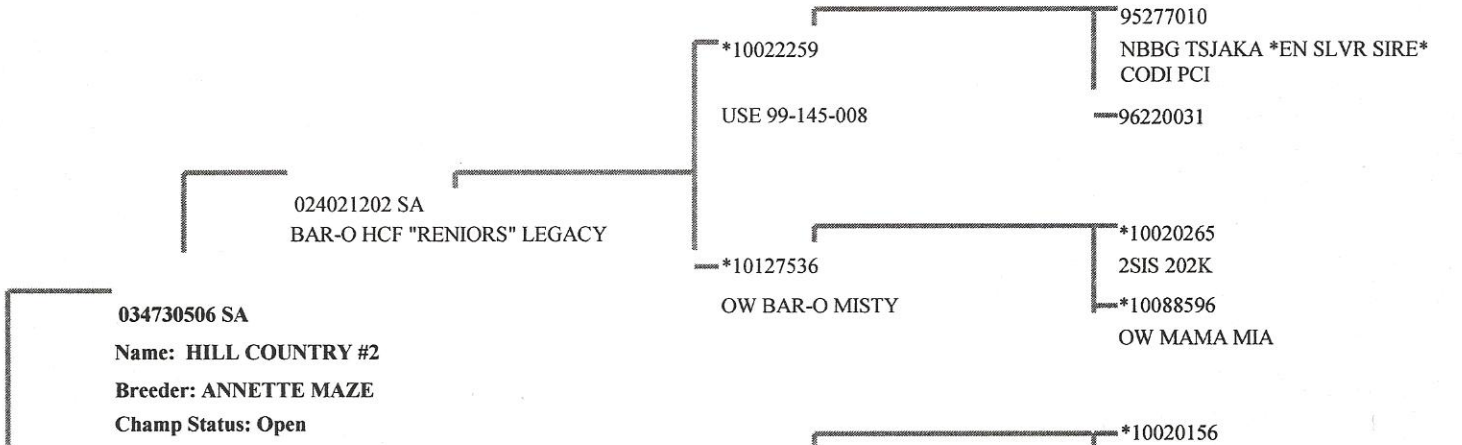 95277010
*10022259
NBBG TSJAKA *EN SLVR SIRE*
CODI PCI
USE 99-145-008
96220031
024021202 SA
BAR-O HCF "RENIORS" LEGACY
*10020265
*10127536
2SIS 202K
OW BAR-O MISTY
*10088596
OW MAMA MIA
034730506 SA
Name: HILL COUNTRY #2
Breeder: ANNETTE MAZE
Champ Status: Open
*10020156